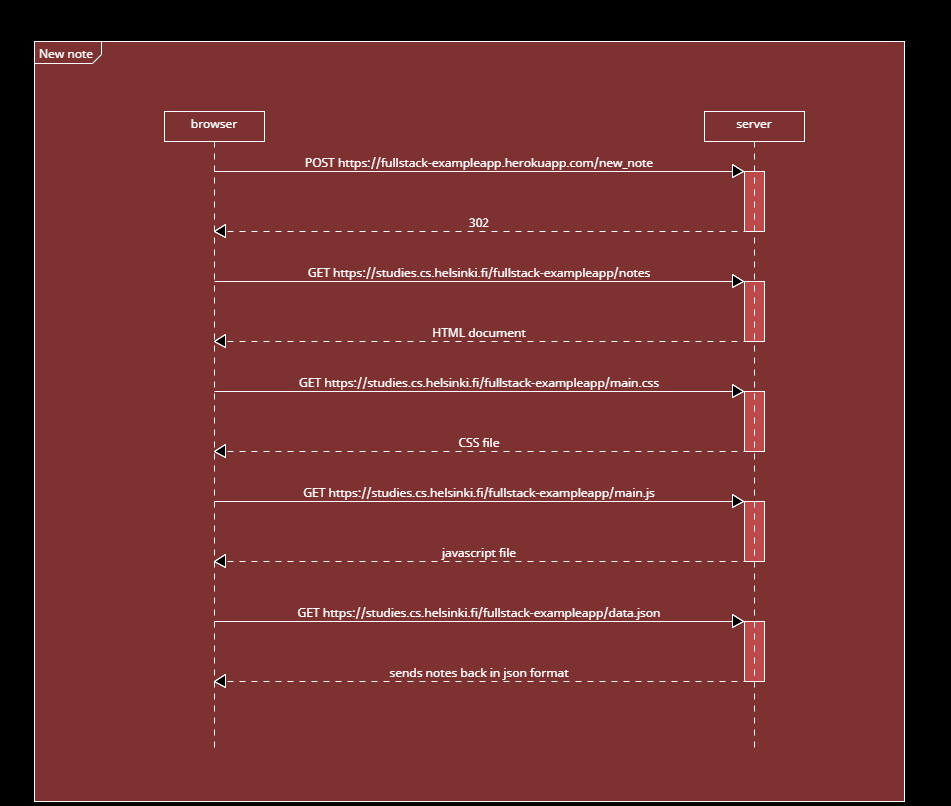 New note
browser
server
POST https://fullstack-exampleapp.herokuapp.com/new_note
302
GET https://studies.cs.helsinki.fi/fullstack-exampleapp/notes
HTML document
GET https://studies.cs.helsinki.fi/fullstack-exampleapp/main.css
CSS file
GET https://studies.cs.helsinki.fi/fullstack-exampleapp/main.js
javascript file
GET https://studies.cs.helsinki.fi/fullstack-exampleapp/data.json
sends notes back in json format